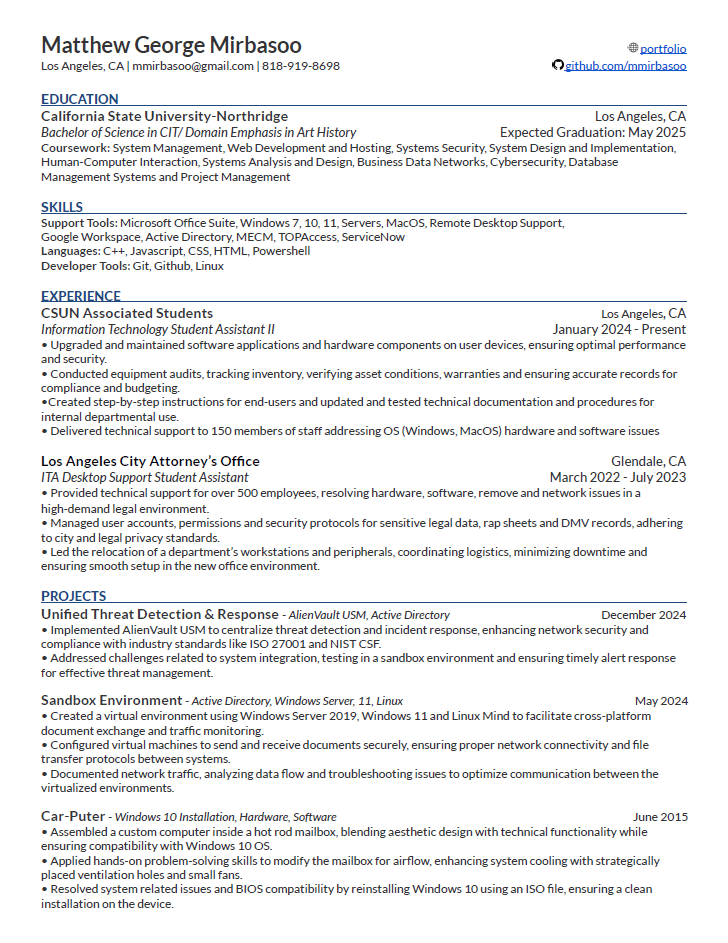 Matthew George Mirbasoo
portfolio
Los Angeles, CA | mmirbasoo@gmail.com | 818-919-8698
github.com/mmirbasoo
EDUCATION
California State University-Northridge
Los Angeles, CA
Bachelor of Science in CIT/ Domain Emphasis in Art History
Expected Graduation: May 2025
Coursework: System Management, Web Development and Hosting, Systems Security, System Design and Implementation,
Human-Computer Interaction, Systems Analysis and Design, Business Data Networks, Cybersecurity, Database
Management Systems and Project Management
SKILLS
Support Tools: Microsoft Office Suite, Windows 7, 10, 11, Servers, MacOS, Remote Desktop Support,
Google Workspace, Active Directory, MECM, TOPAccess, ServiceNow
Languages: C++, Javascript, CSS, HTML, Powershell
Developer Tools: Git, Github, Linux
EXPERIENCE
CSUN Associated Students
Los Angeles, CA
Information Technology Student Assistant II
January 2024 - Present
• Upgraded and maintained software applications and hardware components on user devices, ensuring optimal performance
and security.
• Conducted equipment audits, tracking inventory, verifying asset conditions, warranties and ensuring accurate records for
compliance and budgeting.
•Created step-by-step instructions for end-users and updated and tested technical documentation and procedures for
internal departmental use.
• Delivered technical support to 150 members of staff addressing OS (Windows, MacOS) hardware and software issues
Los Angeles City Attorney's Office
Glendale, CA
ITA Desktop Support Student Assistant
March 2022 - July 2023
• Provided technical support for over 500 employees, resolving hardware, software, remove and network issues in a
high-demand legal environment.
• Managed user accounts, permissions and security protocols for sensitive legal data, rap sheets and DMV records, adhering
to city and legal privacy standards.
• Led the relocation of a department's workstations and peripherals, coordinating logistics, minimizing downtime and
ensuring smooth setup in the new office environment.
PROJECTS
Unified Threat Detection & Response - AlienVault USM, Active Directory
December 2024
• Implemented AlienVault USM to centralize threat detection and incident response, enhancing network security and
compliance with industry standards like ISO 27001 and NIST CSF.
• Addressed challenges related to system integration, testing in a sandbox environment and ensuring timely alert response
for effective threat management.
Sandbox Environment - Active Directory, Windows Server, 11, Linux
May 2024
• Created a virtual environment using Windows Server 2019, Windows 11 and Linux Mind to facilitate cross-platform
document exchange and traffic monitoring.
• Configured virtual machines to send and receive documents securely, ensuring proper network connectivity and file
transfer protocols between systems.
• Documented network traffic, analyzing data flow and troubleshooting issues to optimize communication between the
virtualized environments.
Car-Puter - Windows 10 Installation, Hardware, Software
June 2015
• Assembled a custom computer inside a hot rod mailbox, blending aesthetic design with technical functionality while
ensuring compatibility with Windows 10 OS.
• Applied hands-on problem-solving skills to modify the mailbox for airflow, enhancing system cooling with strategically
placed ventilation holes and small fans.
• Resolved system related issues and BIOS compatibility by reinstalling Windows 10 using an ISO file, ensuring a clean
installation on the device.